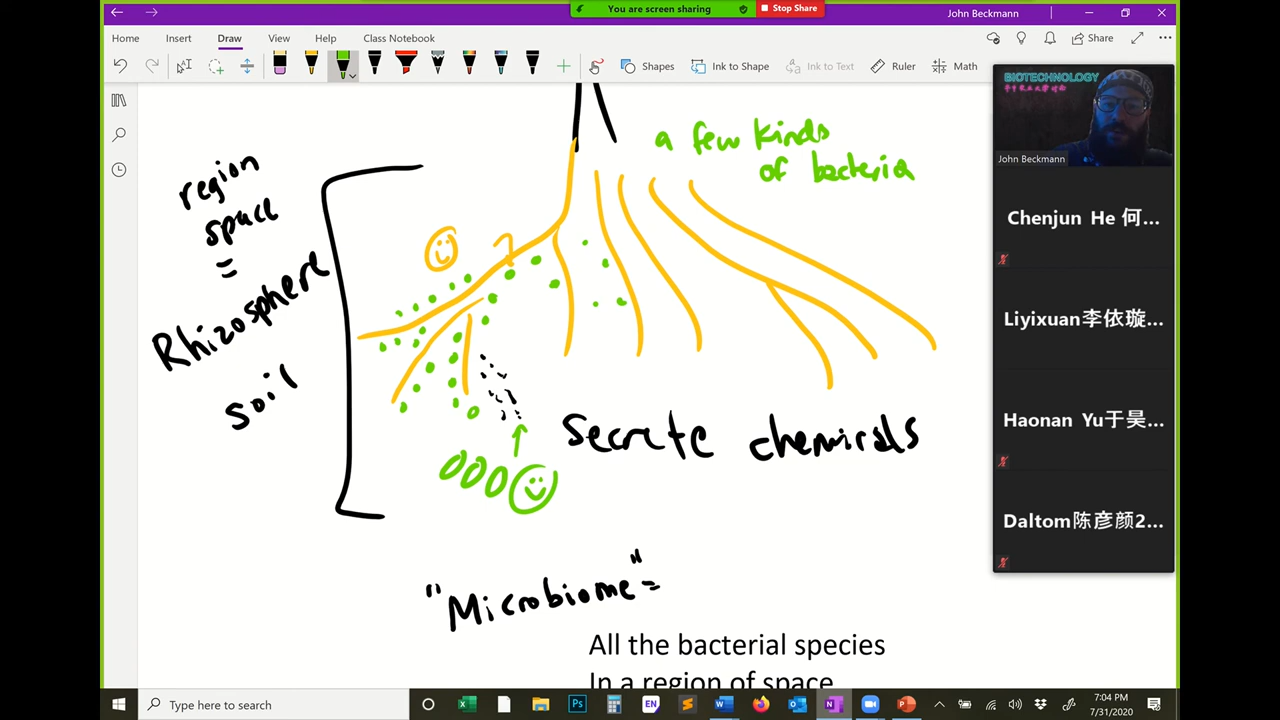 You are screen sharing
Stop Share
John Beckmann
Home Insert Draw View Help Class Notebook
Share
Shapes
Ink to Shape
Ink to Text
Ruler
Math
BIOTECHNOLOGY
John Beckmann
Chenjun He 何...
Liyixuan李依璇...
Haonan Yu于昊...
Daltom陈彦颜2...
a few kinds
of bacteria
region
space
=
Rhizosphere
soil
Secrete chemicals
"Microbiome"=
All the bacterial species
In a region of space
Type here to search
EN
7:04 PM
7/31/2020